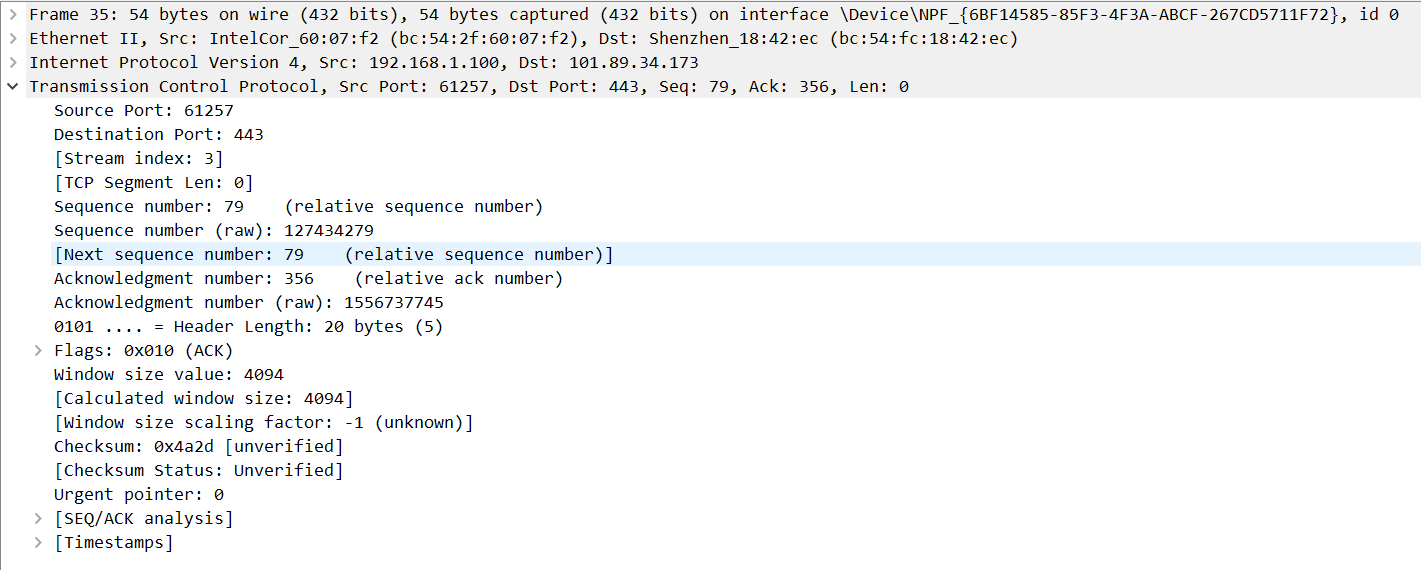 Frame 35: 54 bytes on wire (432 bits), 54 bytes captured (432 bits) on interface \Device\NPF_{6BF14585-85F3-4F3A-ABCF-267CD5711F72}, id 0
Ethernet II, Src: IntelCor_60:07:f2 (bc:54:2f:60:07:f2), Dst: Shenzhen_18:42:ec (bc:54:fc:18:42:ec)
Internet Protocol Version 4, Src: 192.168.1.100, Dst: 101.89.34.173
Transmission Control Protocol, Src Port: 61257, Dst Port: 443, Seq: 79, Ack: 356, Len: 0
Source Port: 61257
Destination Port: 443
[Stream index: 3]
[TCP Segment Len: 0]
Sequence number: 79    (relative sequence number)
Sequence number (raw): 127434279
[Next sequence number: 79    (relative sequence number)]
Acknowledgment number: 356    (relative ack number)
Acknowledgment number (raw): 1556737745
0101 .... = Header Length: 20 bytes (5)
Flags: 0x010 (ACK)
Window size value: 4094
[Calculated window size: 4094]
[Window size scaling factor: -1 (unknown)]
Checksum: 0x4a2d [unverified]
[Checksum Status: Unverified]
Urgent pointer: 0
[SEQ/ACK analysis]
[Timestamps]